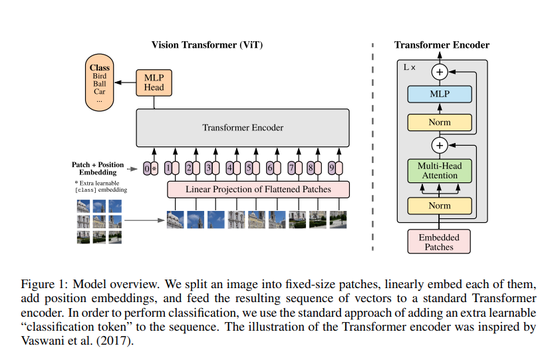 Vision Transformer (ViT)
Class
Bird
Ball
Car
...
MLP
Head
Transformer Encoder
Patch + Position
Embedding
* Extra learnable
[class] embedding
0 * 1 2 3 4 5 6 7 8 9
Linear Projection of Flattened Patches
Transformer Encoder
L x
+
MLP
Norm
+
Multi-Head
Attention
Norm
Embedded
Patches
Figure 1: Model overview. We split an image into fixed-size patches, linearly embed each of them,
add position embeddings, and feed the resulting sequence of vectors to a standard Transformer
encoder. In order to perform classification, we use the standard approach of adding an extra learnable
“classification token” to the sequence. The illustration of the Transformer encoder was inspired by
Vaswani et al. (2017).